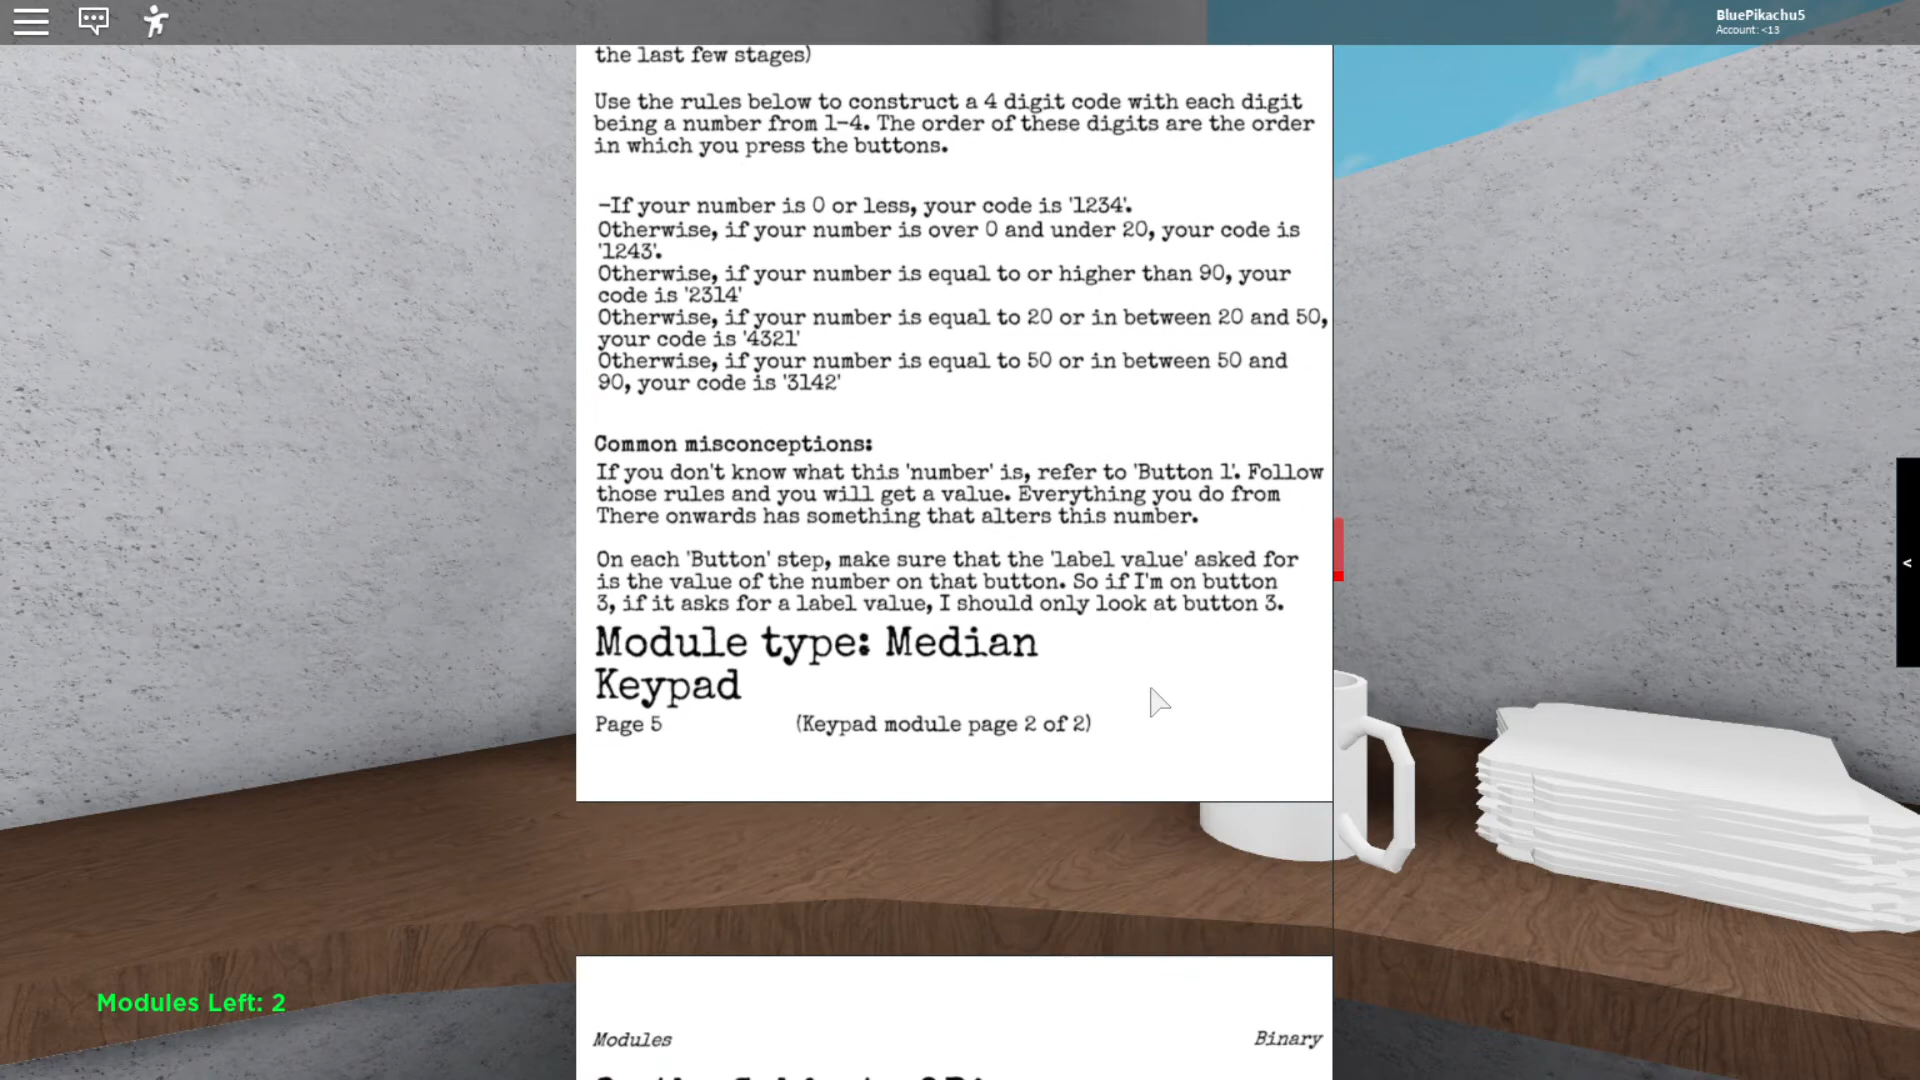 BluePikachu5
Account: <13
the last few stages)
Use the rules below to construct a 4 digit code with each digit
being a number from 1-4. The order of these digits are the order
in which you press the buttons.
-If your number is 0 or less, your code is '1234'.
Otherwise, if your number is over 0 and under 20, your code is
'1243'.
Otherwise, if your number is equal to or higher than 90, your
code is '2314'
Otherwise, if your number is equal to 20 or in between 20 and 50,
your code is '4321'
Otherwise, if your number is equal to 50 or in between 50 and
90, your code is '3142'
Common misconceptions:
If you don't know what this 'number' is, refer to 'Button 1'. Follow
those rules and you will get a value. Everything you do from
There onwards has something that alters this number.
<
On each 'Button' step, make sure that the 'label value' asked for
is the value of the number on that button. So if I'm on button
3, if it asks for a label value, I should only look at button 3.
Module type: Median
Keypad
Page 5 (Keypad module page 2 of 2)
Modules Left: 2
Modules Binary